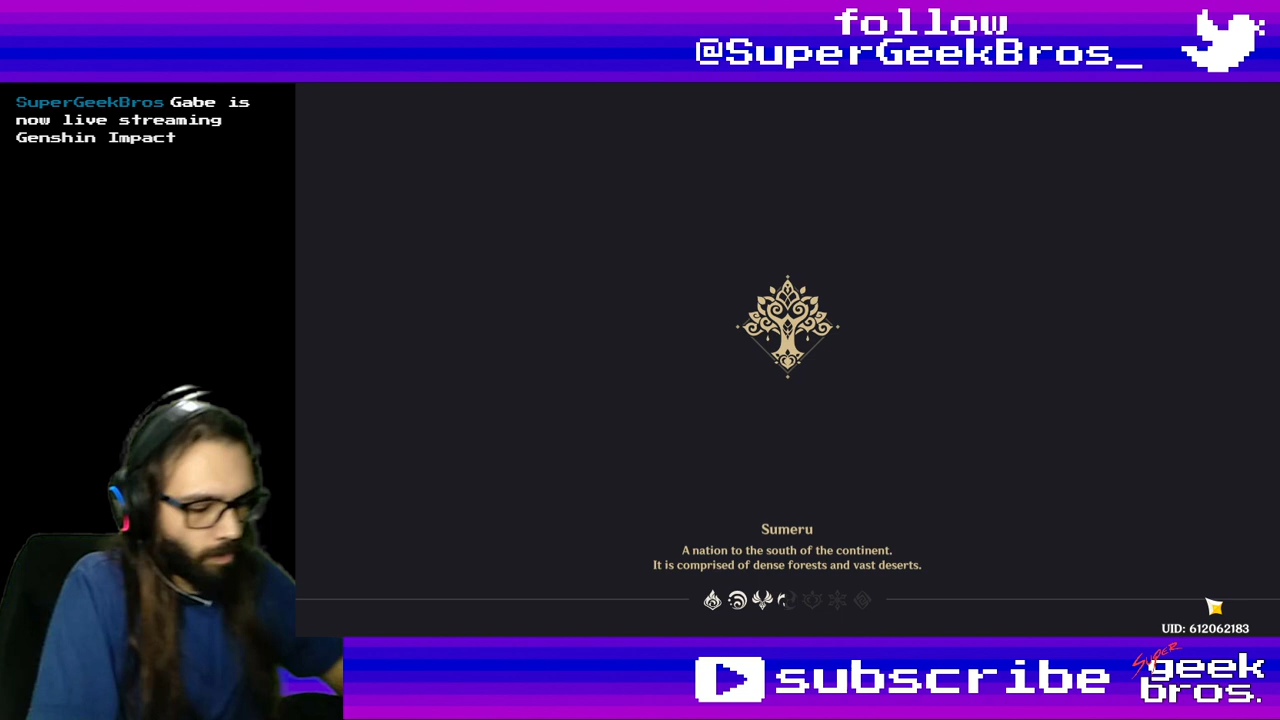 follow
@SuperGeekBros_
SuperGeekBros Gabe is
now live streaming
Genshin Impact
Sumeru
A nation to the south of the continent.
It is comprised of dense forests and vast deserts.
UID: 612062183
subscribe
SUPER
geek
bros.